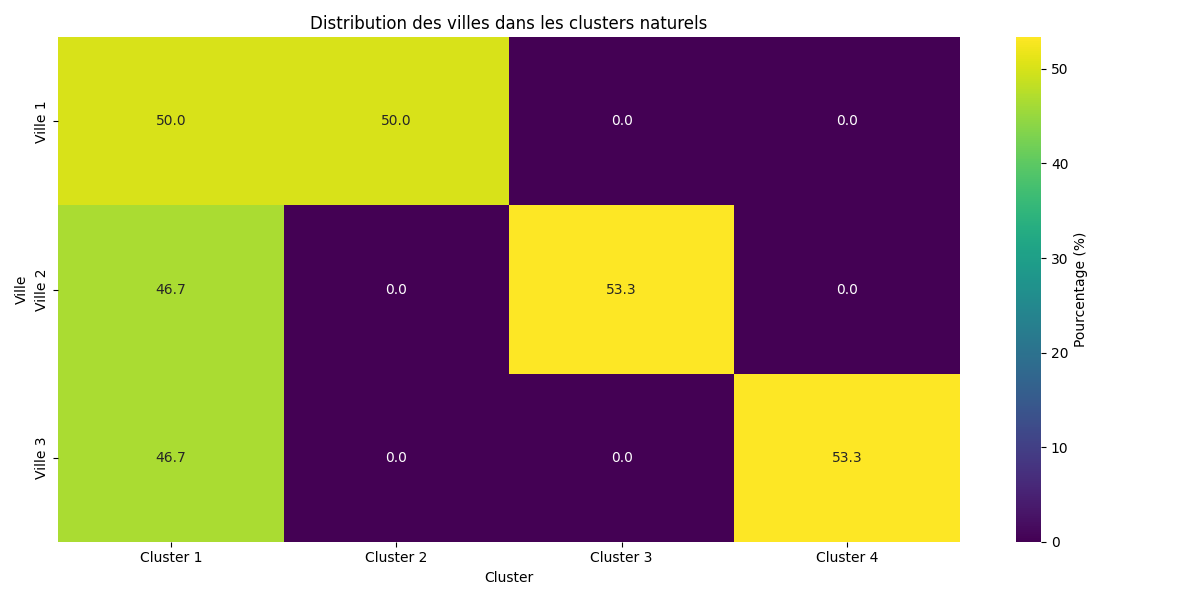 Distribution des villes dans les clusters naturels
Ville
Ville 1
50.0 50.0 0.0 0.0
Ville 2
46.7 0.0 53.3 0.0
Ville 3
46.7 0.0 0.0 53.3
Cluster 1 Cluster 2 Cluster 3 Cluster 4
Cluster
50
40
30
20
10
0
Pourcentage (%)